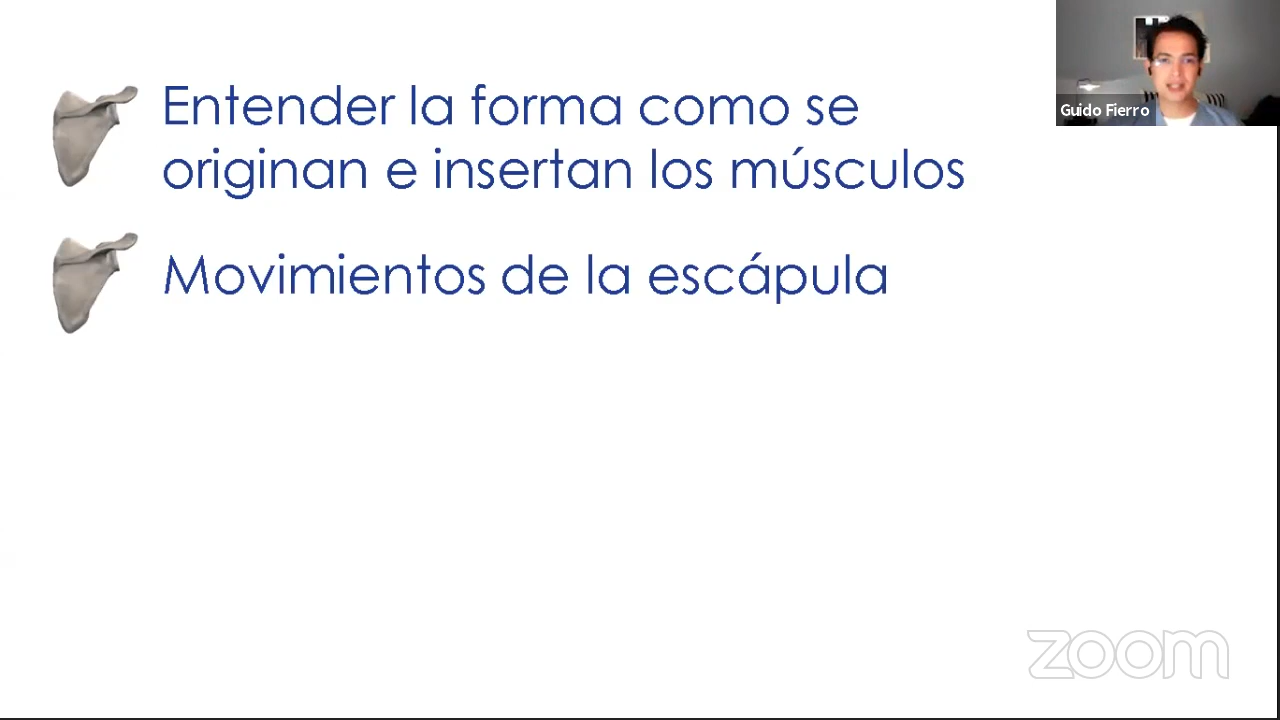 Entender la forma como se
originan e insertan los músculos
Movimientos de la escápula
Guido Fierro
zoom